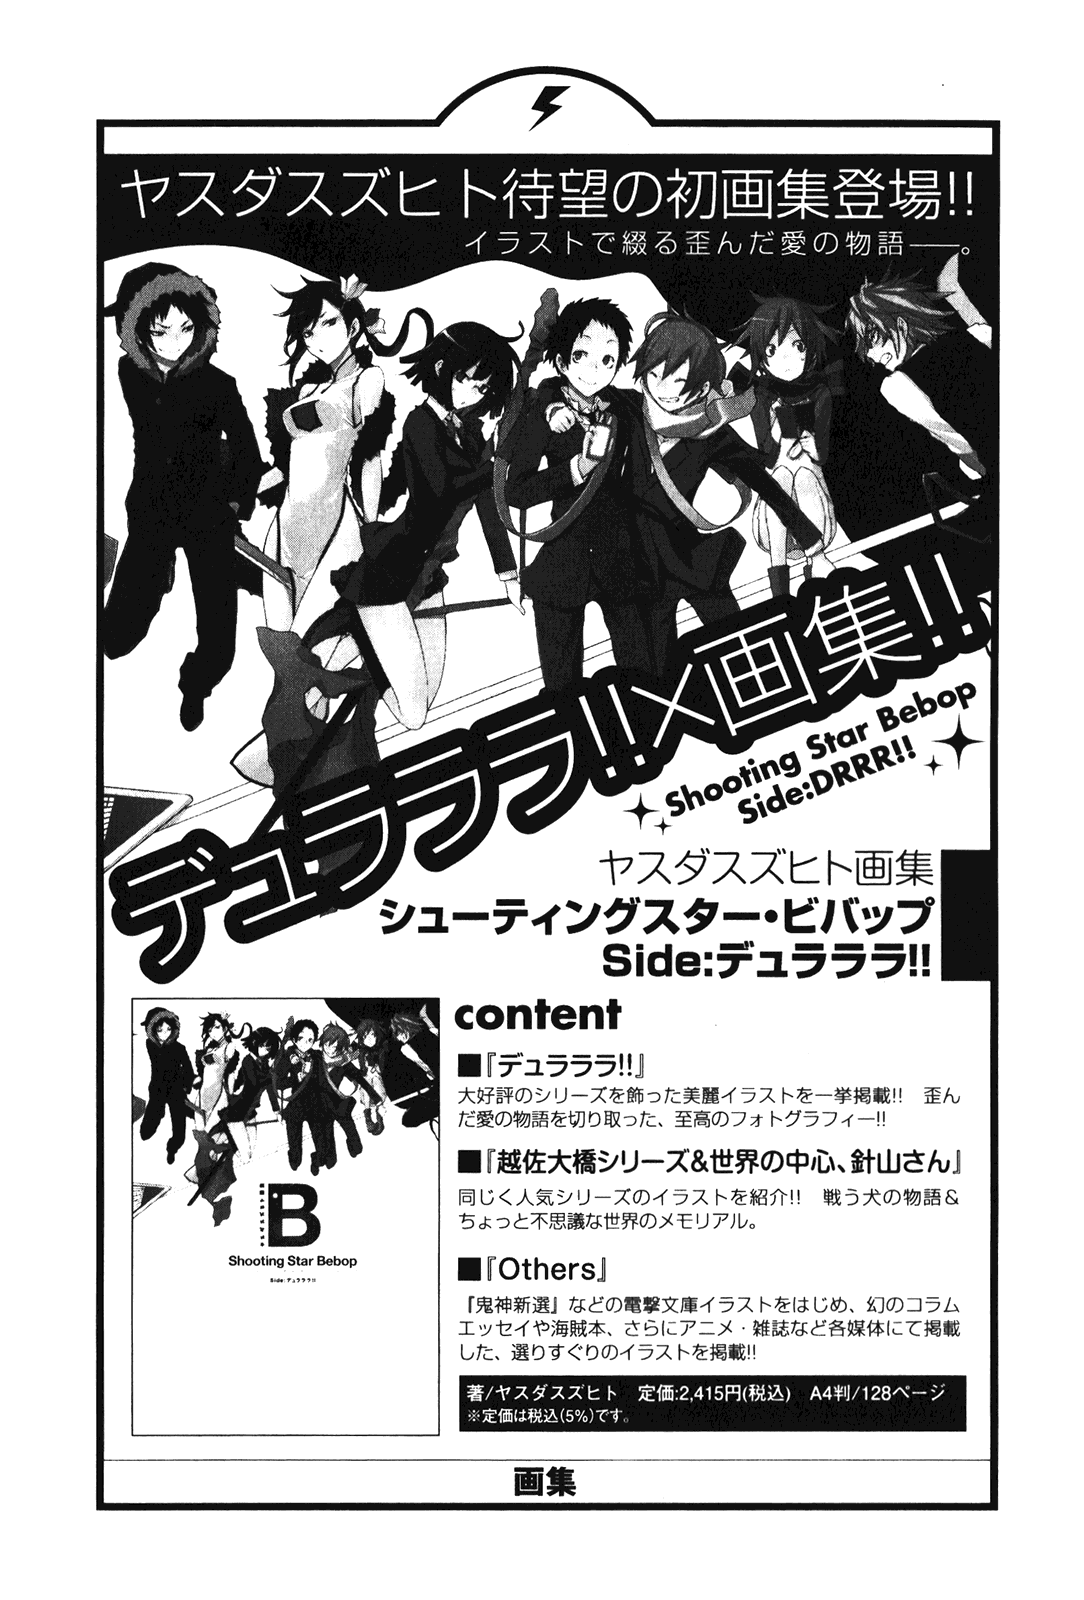 ヤスダスズヒト待望の初画集登場!!
イラストで綴る歪んだ愛の物語――。
デュラララ!!×画集!!
Shooting Star Bebop
Side:DRRR!!
ヤスダスズヒト画集
シューティングスター・ビバップ
Side:デュラララ!!
content
■『デュラララ!!』
大好評のシリーズを飾った美麗イラストを一挙掲載!!　歪ん
だ愛の物語を切り取った、至高のフォトグラフィー!!
■『越佐大橋シリーズ&世界の中心、針山さん』
同じく人気シリーズのイラストを紹介!!　戦う犬の物語&
ちょっと不思議な世界のメモリアル。
■『Others』
『鬼神新選』などの電撃文庫イラストをはじめ、幻のコラム
エッセイや海賊本、さらにアニメ・雑誌など各媒体にて掲載
した、選りすぐりのイラストを掲載!!
著/ヤスダスズヒト　定価:2,415円(税込)　A4判/128ページ
※定価は税込(5%)です。
B
Shooting Star Bebop
Side:デュラララ!!
画集